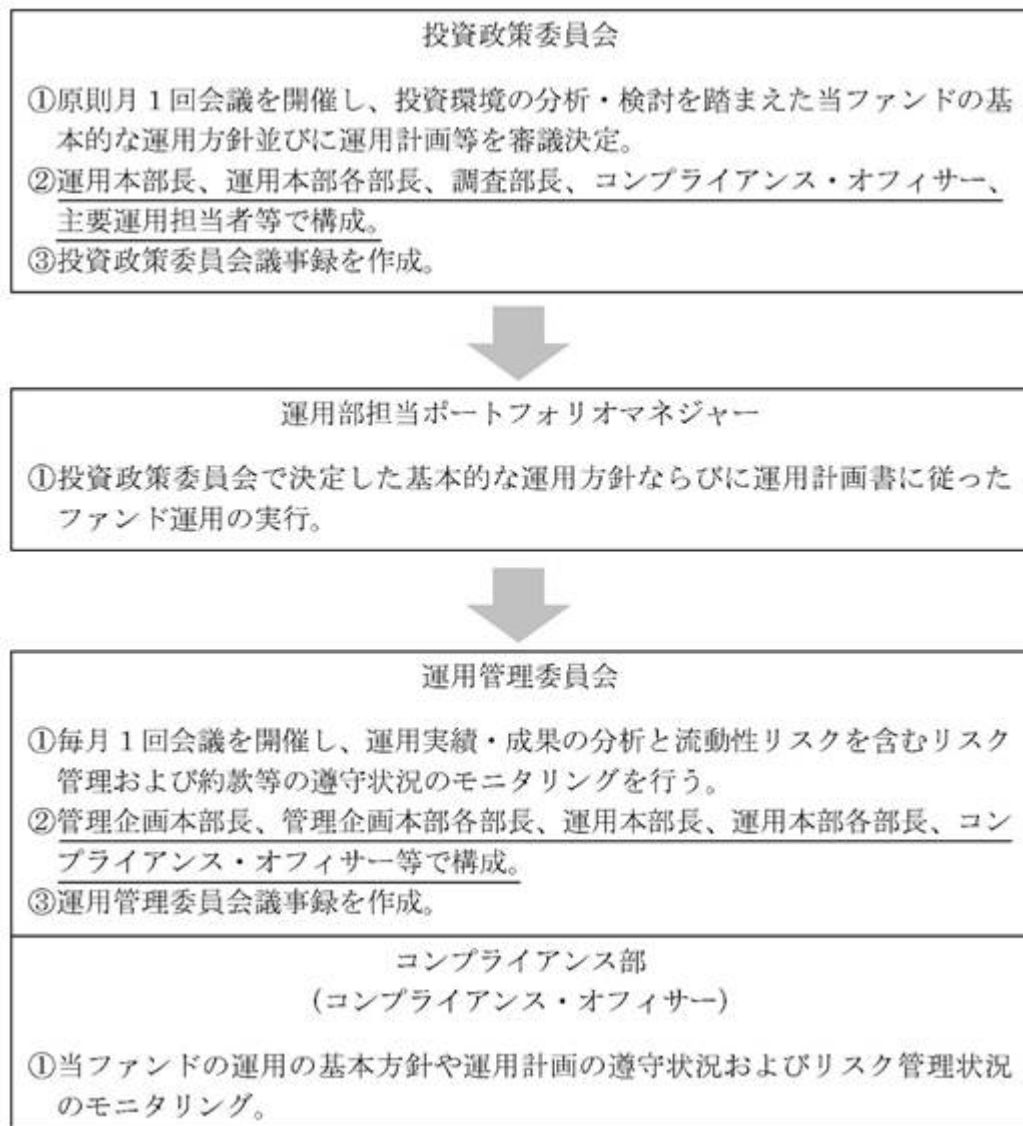 投資政策委員会
①原則月1回会議を開催し、投資環境の分析・検討を踏まえた当ファンドの基
本的な運用方針並びに運用計画等を審議決定。
②運用本部長、運用本部各部長、調査部長、コンプライアンス・オフィサー、
主要運用担当者等で構成。
③投資政策委員会議事録を作成。
運用部担当ポートフォリオマネジャー
①投資政策委員会で決定した基本的な運用方針ならびに運用計画書に従った
ファンド運用の実行。
運用管理委員会
①毎月1回会議を開催し、運用実績・成果の分析と流動性リスクを含むリスク
管理および約款等の遵守状況のモニタリングを行う。
②管理企画本部長、管理企画本部各部長、運用本部長、運用本部各部長、コン
プライアンス・オフィサー等で構成。
③運用管理委員会議事録を作成。
コンプライアンス部
(コンプライアンス・オフィサー)
①当ファンドの運用の基本方針や運用計画の遵守状況およびリスク管理状況
のモニタリング。